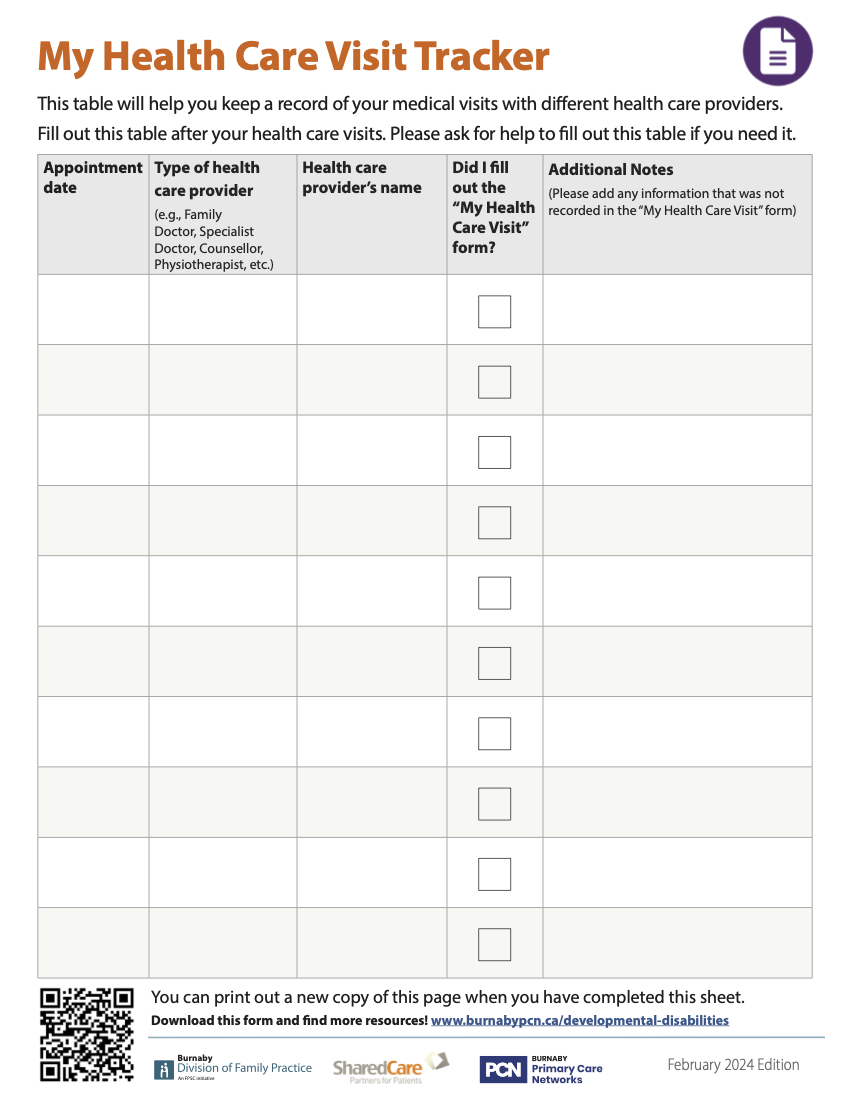 My Health Care Visit Tracker
This table will help you keep a record of your medical visits with different health care providers.
Fill out this table after your health care visits. Please ask for help to fill out this table if you need it.
Appointment
date
Type of health
care provider
(e.g., Family
Doctor, Specialist
Doctor, Counsellor,
Physiotherapist, etc.)
Health care
provider's name
Did I fill
out the
“My Health
Care Visit”
form?
Additional Notes
(Please add any information that was not
recorded in the “My Health Care Visit” form)
You can print out a new copy of this page when you have completed this sheet.
Download this form and find more resources! www.burnabypcn.ca/developmental-disabilities
Burnaby
Division of Family Practice
An FPSC initiative
SharedCare
Partners for Patients
PCN
BURNABY
Primary Care
Networks
February 2024 Edition